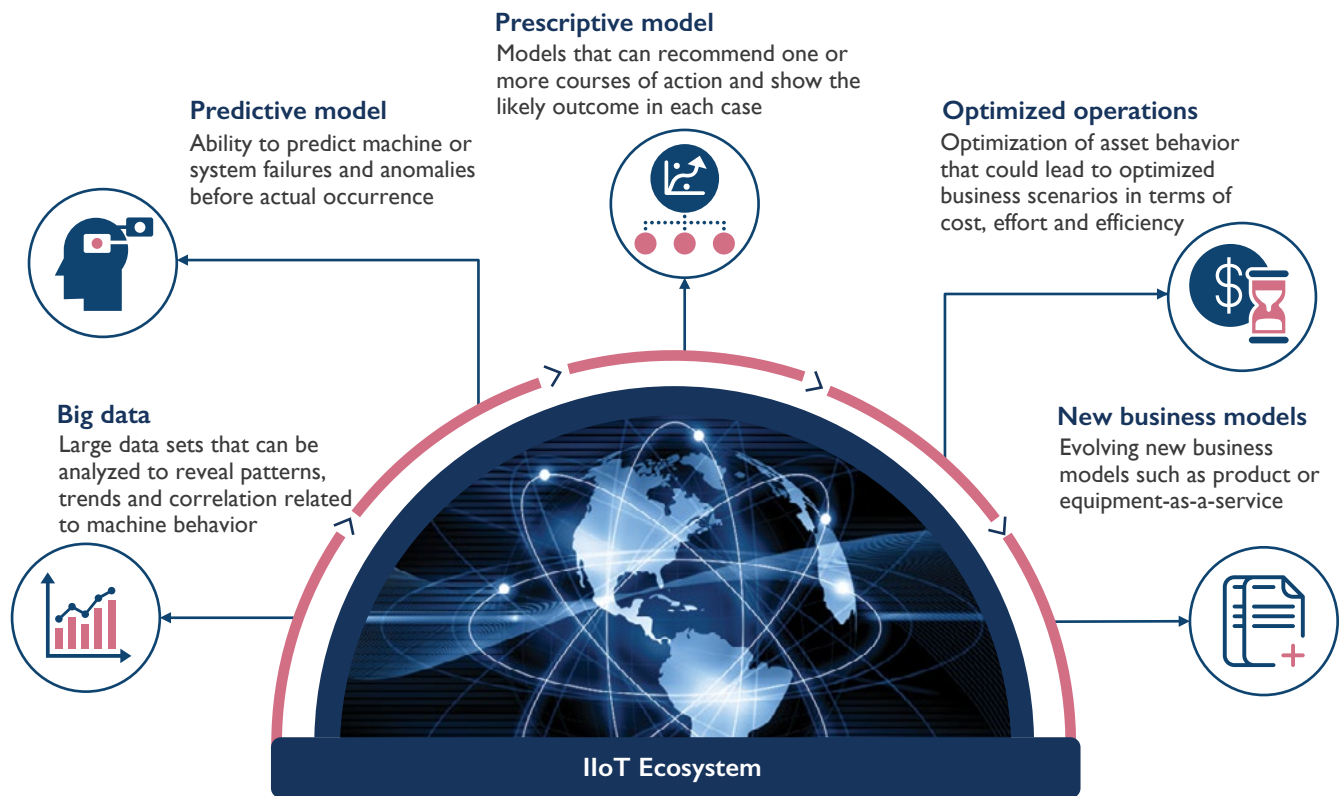 Prescriptive model
Models that can recommend one or
more courses of action and show the
likely outcome in each case
Predictive model
Ability to predict machine or
system failures and anomalies
before actual occurrence
Optimized operations
Optimization of asset behavior
that could lead to optimized
business scenarios in terms of
cost, effort and efficiency
$
Big data
Large data sets that can be
analyzed to reveal patterns,
trends and correlation related
to machine behavior
New business models
Evolving new business
models such as product or
equipment-as-a-service
IIoT Ecosystem